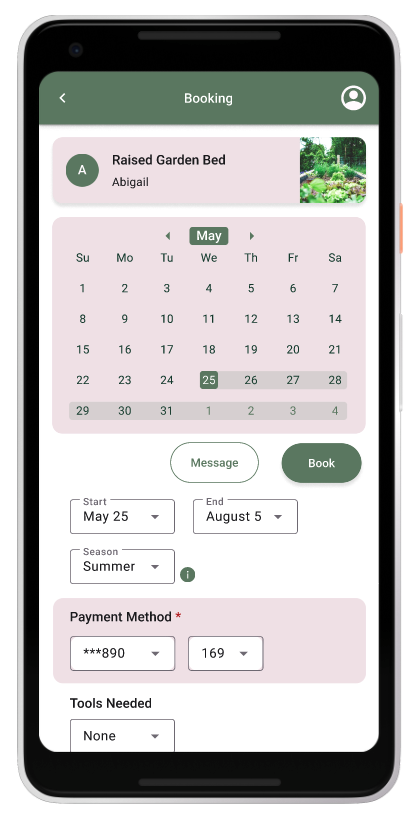 Booking
Raised Garden Bed
A
Abigail
May
Su Mo Tu We Th Fr Sa
1 2 3 4 5 6 7
8 9 10 11 12 13 14
15 16 17 18 19 20 21
22 23 24 25 26 27 28
29 30 31 1 2 3 4
Message Book
Start End
May 25 August 5
Season
Summer
i
Payment Method *
***890 169
Tools Needed
None